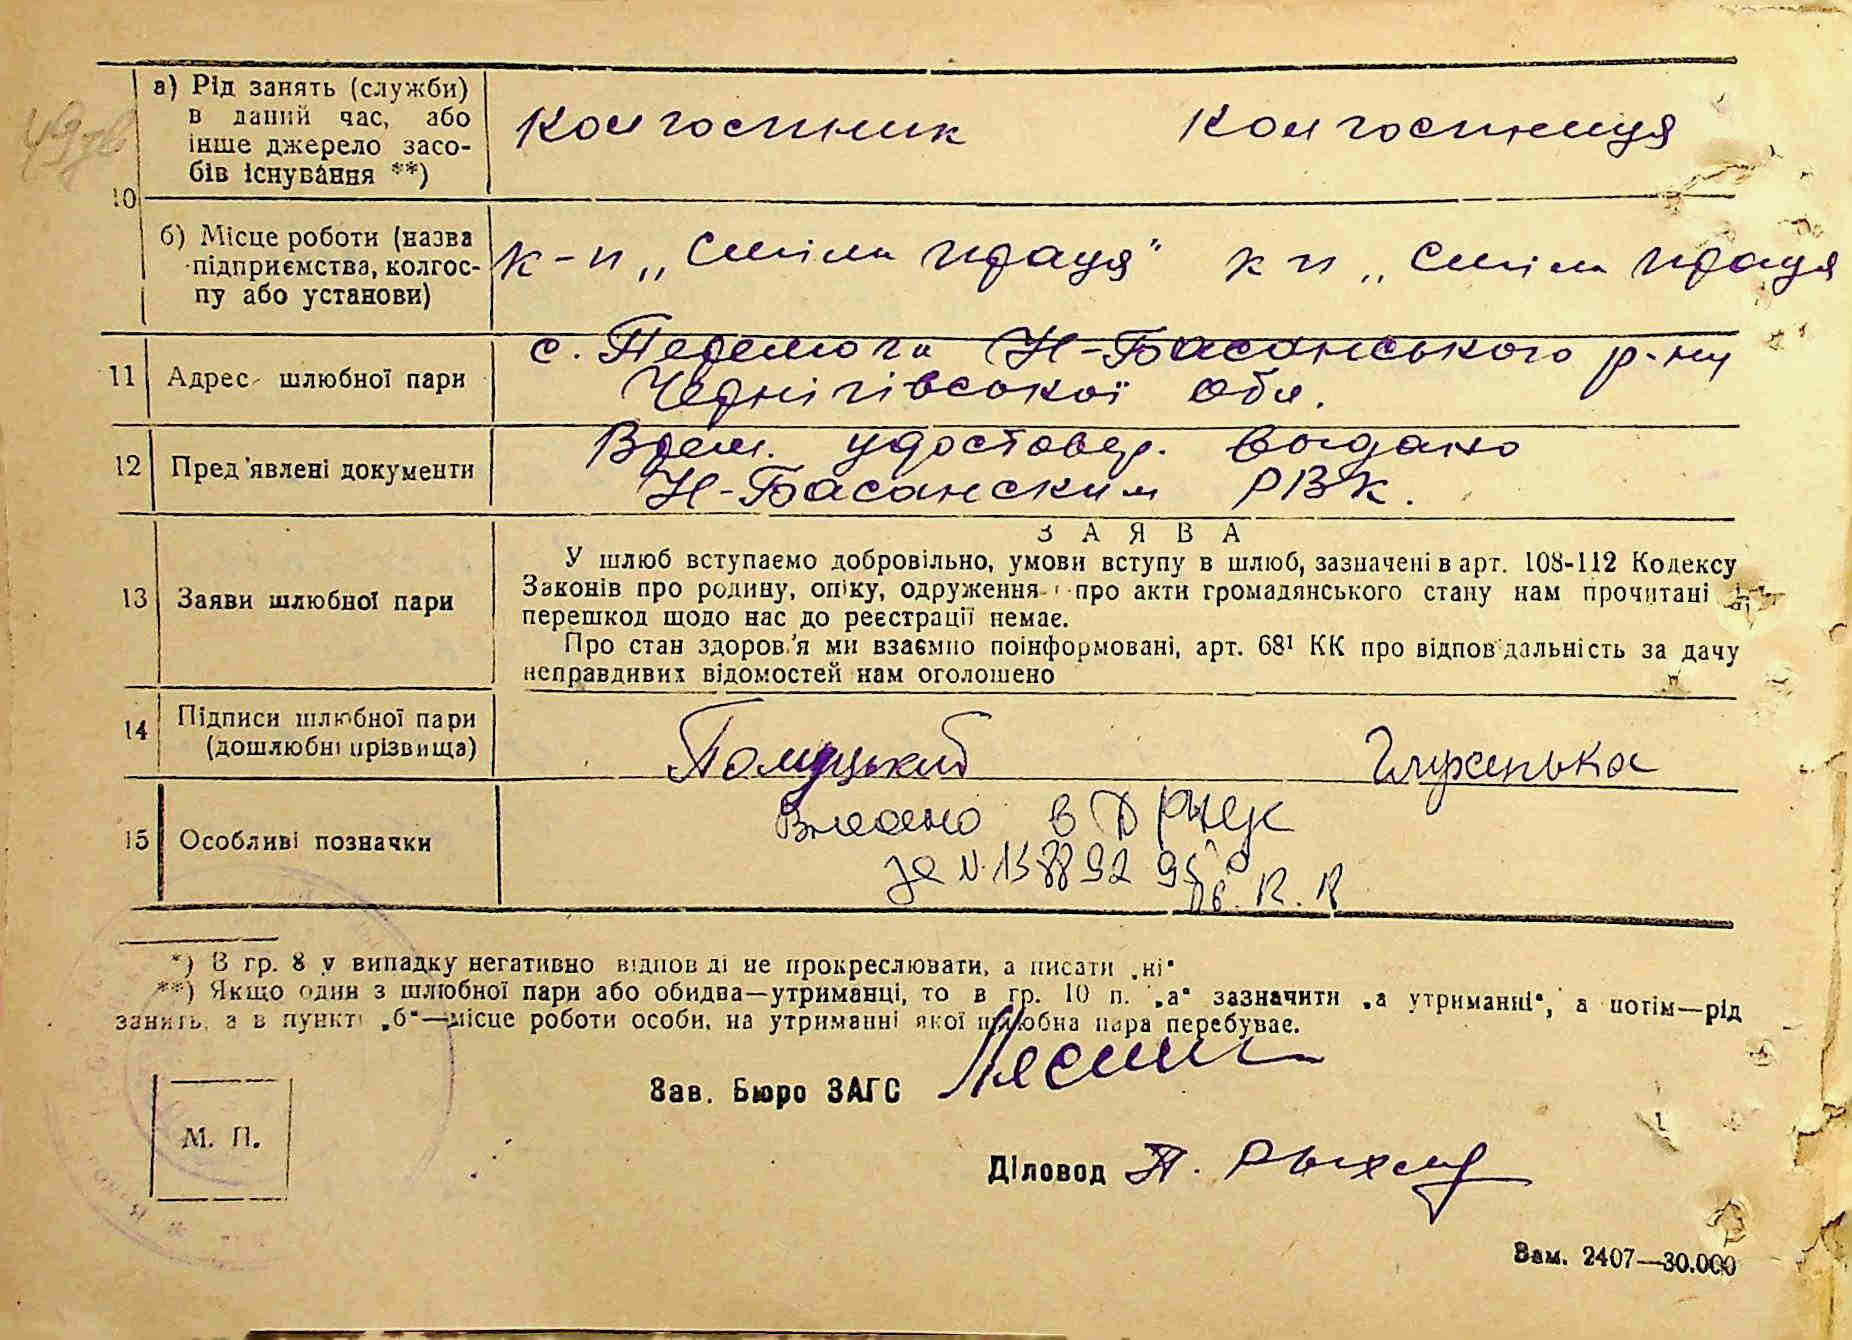 а) Рід занять (служби)
в даний час, або
інше джерело засо-
бів існування **)
Колгоспник Колгоспниця
10
б) Місце роботи (назва
підприємства, колгос-
пу або установи)
к-п „Сміла праця" к п „Сміла праця
11 Адрес шлюбної пари
с. Перемога Н-Басанського р-ну
Чернігівської обл.
12 Пред'явлені документи
Врем. удостовер. выдано
Н-Басанским РВК.
ЗАЯВА
13 Заяви шлюбної пари
У шлюб вступаємо добровільно, умови вступу в шлюб, зазначені в арт. 108-112 Кодексу
Законів про родину, опіку, одруження і про акти громадянського стану нам прочитані
перешкод щодо нас до реєстрації немає.
Про стан здоров'я ми взаємно поінформовані, арт. 68¹ КК про відповідальність за дачу
неправдивих відомостей нам оголошено
14 Підписи шлюбної пари
(дошлюбні прізвища)
Глуженька
15 Особливі позначки
за N
*) В гр. 8 у випадку негативно відповіді не прокреслювати, а писати „ні"
**) Якщо один з шлюбної пари або обидва—утриманці, то в гр. 10 п. „а" зазначити „а утриманні", а потім—рід
занять, а в пункті „б"—місце роботи особи, на утриманні якої шлюбна пара перебуває.
Зав. Бюро ЗАГС
М. П.
Діловод
Зам. 2407—30.000